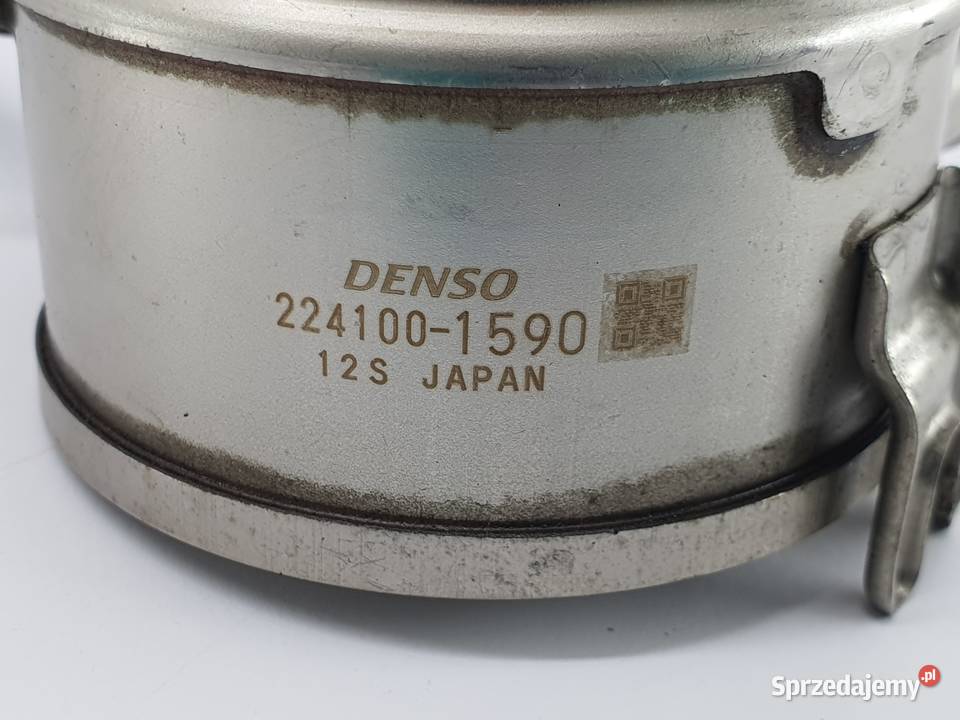 DENSO
224100-1590
12S JAPAN
Sprzedajemy.pl